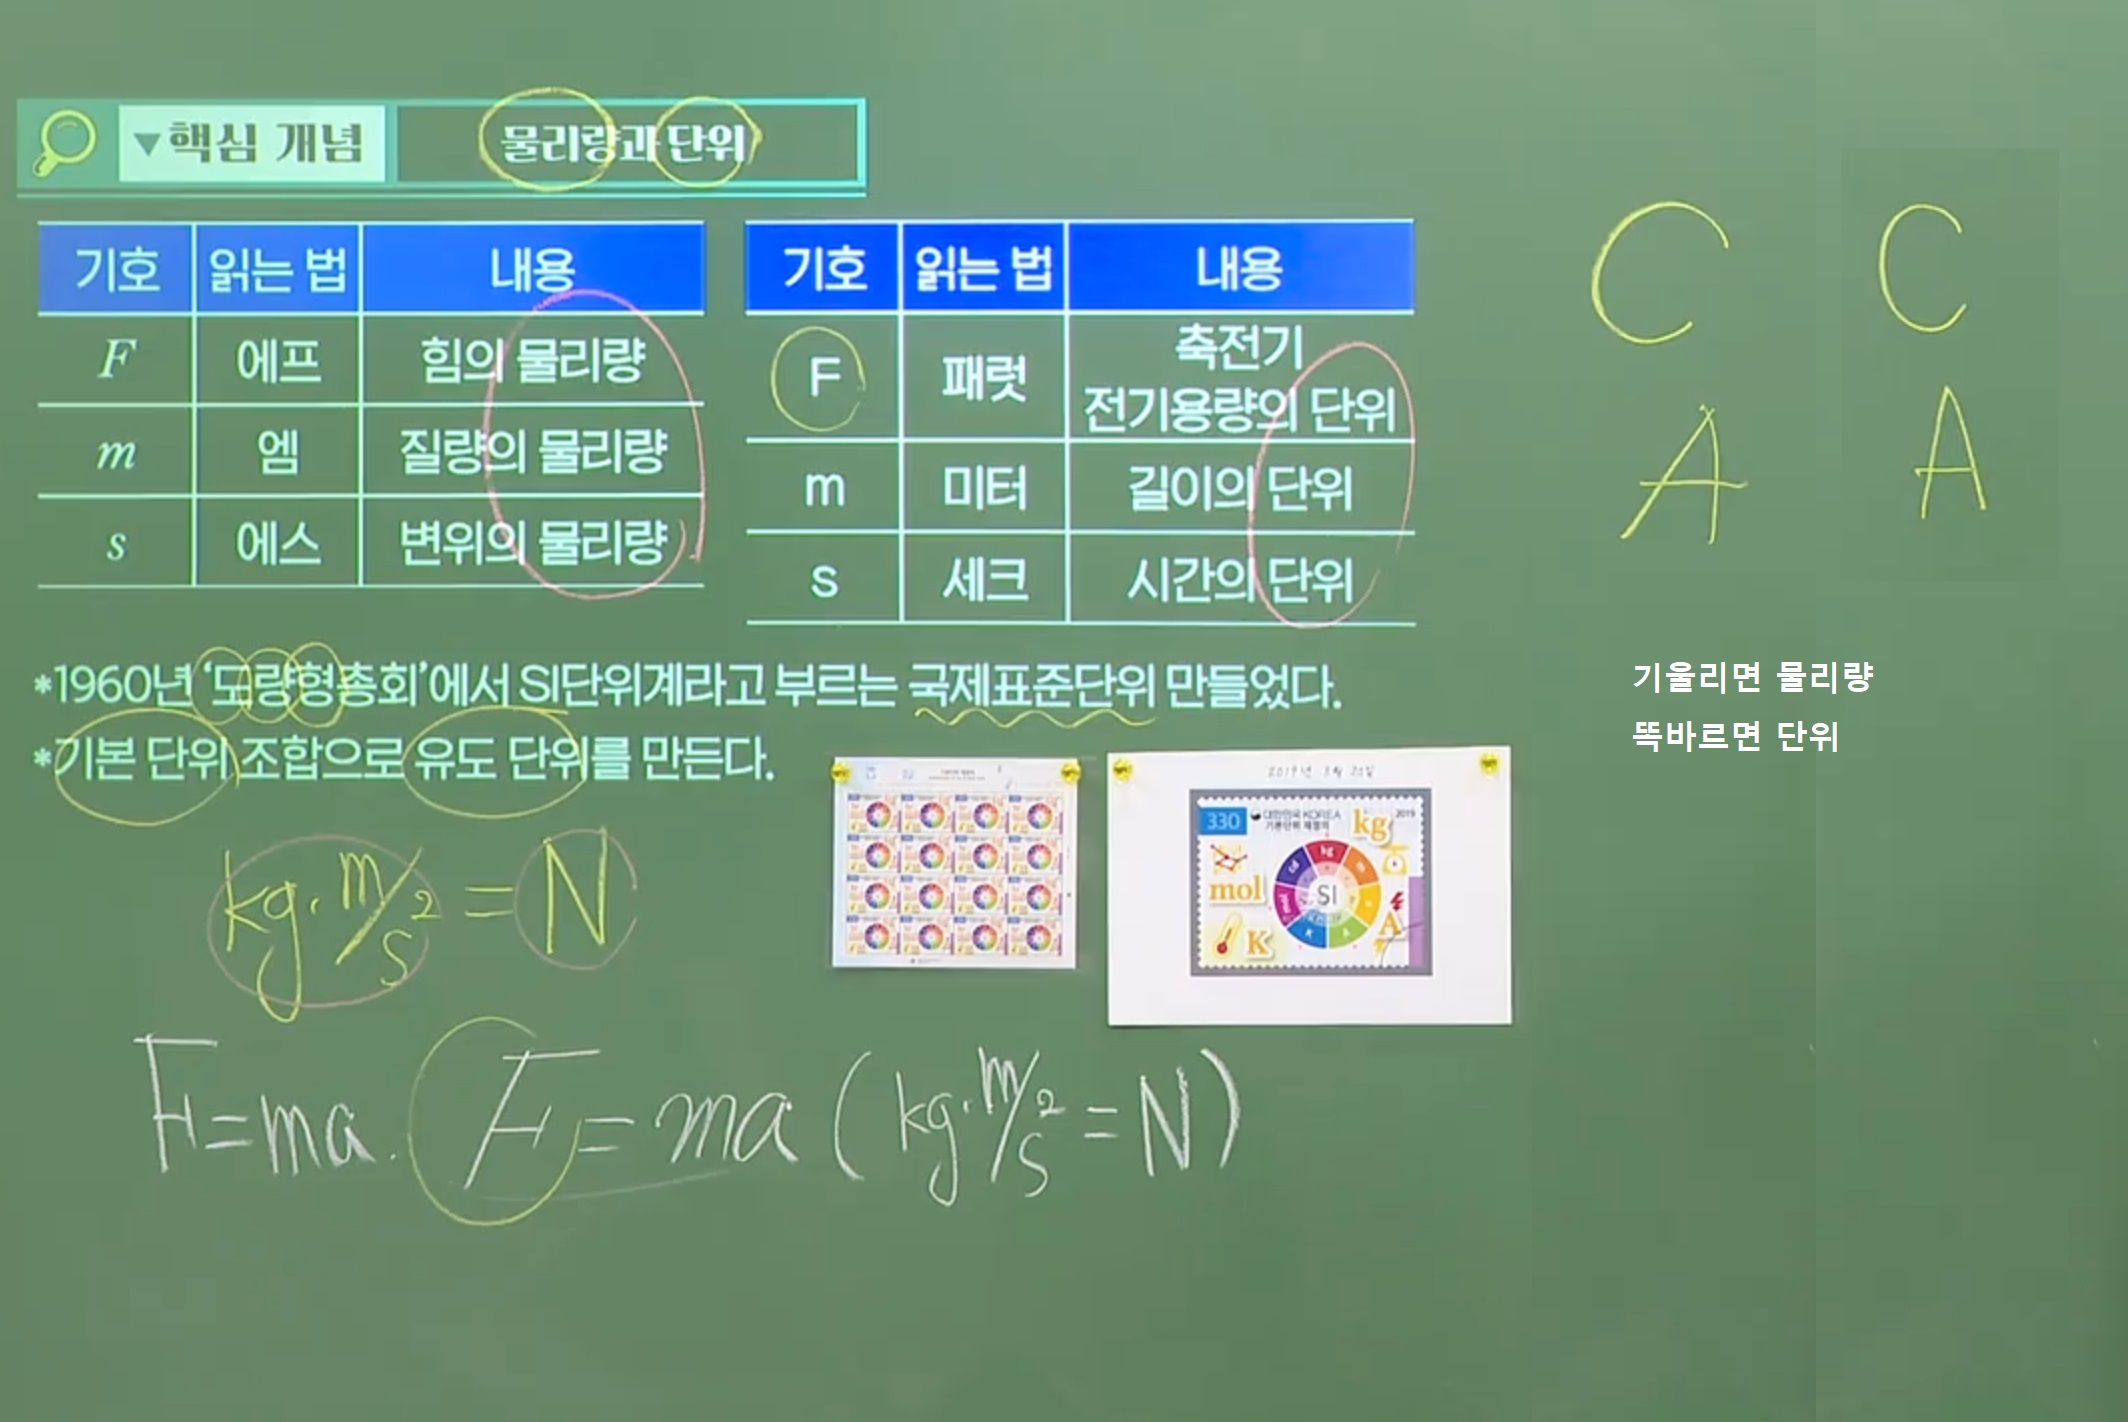 ▼핵심 개념 물리량과 단위
기호 읽는 법 내용
F 에프 힘의 물리량
m 엠 질량의 물리량
s 에스 변위의 물리량
기호 읽는 법 내용
F 패럿 축전기
전기용량의 단위
m 미터 길이의 단위
s 세크 시간의 단위
C C
A A
*1960년 ‘도량형총회’에서 SI단위계라고 부르는 국제표준단위 만들었다.
*기본 단위 조합으로 유도 단위를 만든다.
기울리면 물리량
똑바르면 단위
kg·m/s² = N
F=ma. F = ma (kg·m/s² = N)
2019년 5월 20일
330 대한민국 KOREA 2019
기본단위 재정의
kg
mol
K
A
SI
cd kg m K A mol